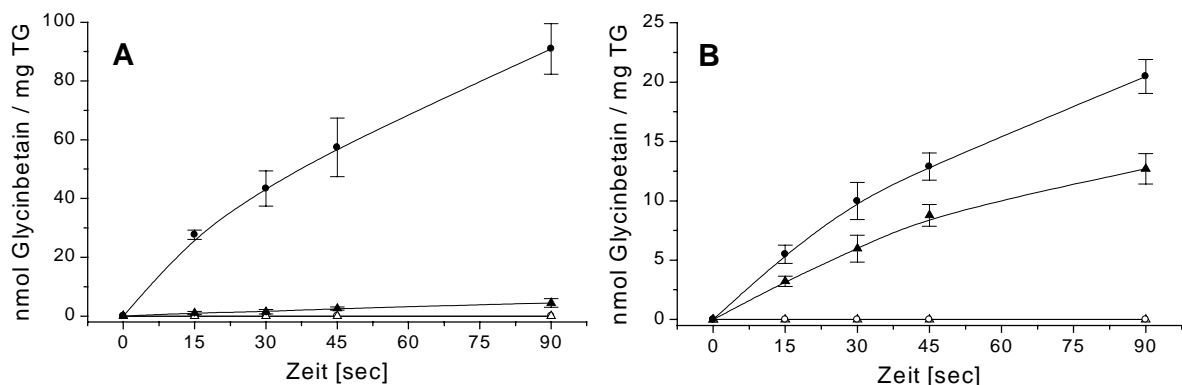 A
nmol Glycinbetain / mg TG
100
80
60
40
20
0
0 15 30 45 60 75 90
Zeit [sec]
B
nmol Glycinbetain / mg TG
25
20
15
10
5
0
0 15 30 45 60 75 90
Zeit [sec]